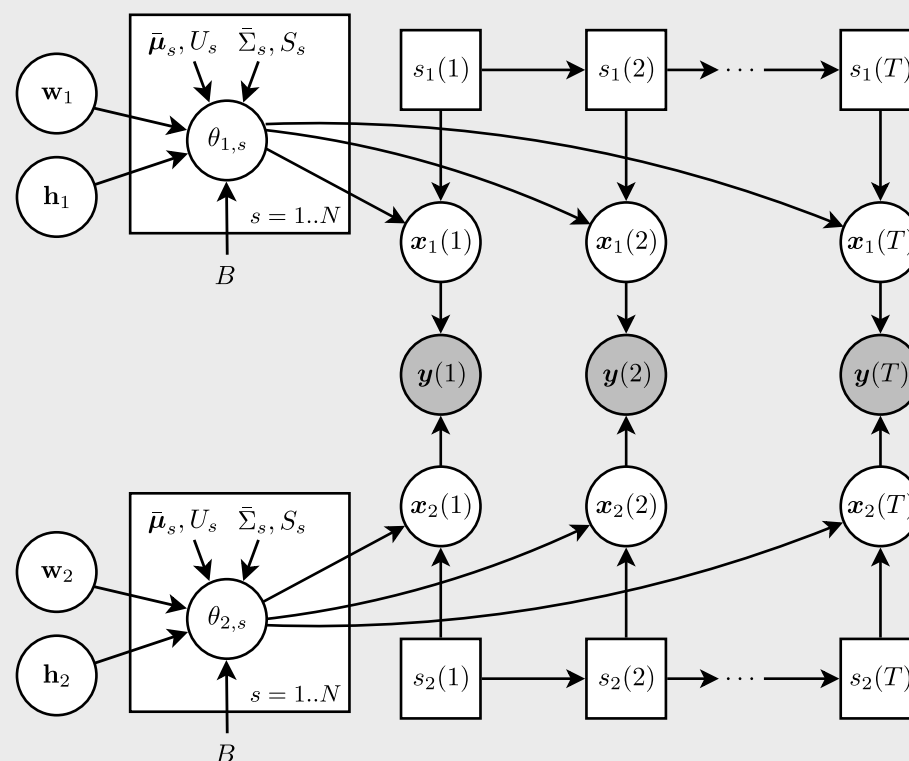 𝝁̄ₛ, Uₛ Σ̄ₛ, Sₛ
s₁(1) s₁(2) ··· s₁(T)
w₁
θ₁,ₛ
h₁
s = 1..N
B
x₁(1) x₁(2) x₁(T)
y(1) y(2) y(T)
x₂(1) x₂(2) x₂(T)
𝝁̄ₛ, Uₛ Σ̄ₛ, Sₛ
w₂
θ₂,ₛ
h₂
s = 1..N
s₂(1) s₂(2) ··· s₂(T)
B